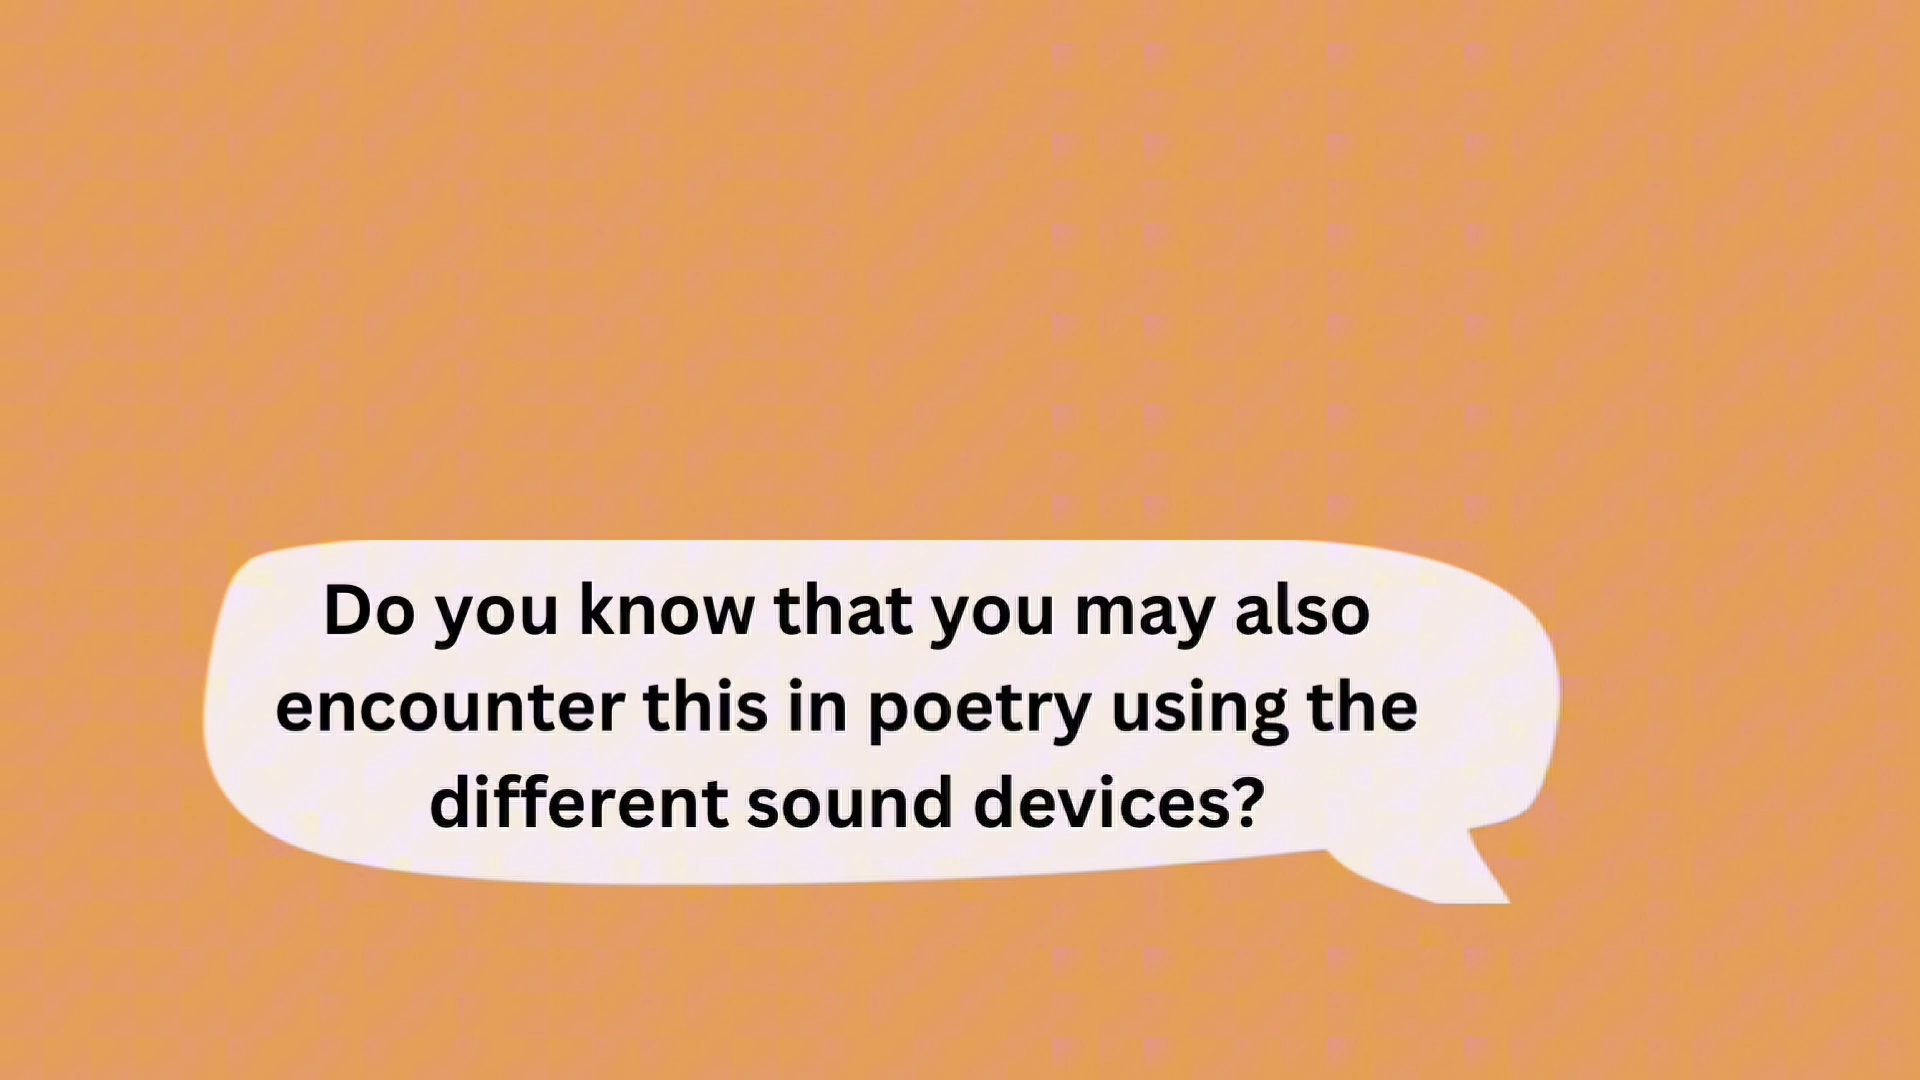 Do you know that you may also
encounter this in poetry using the
different sound devices?